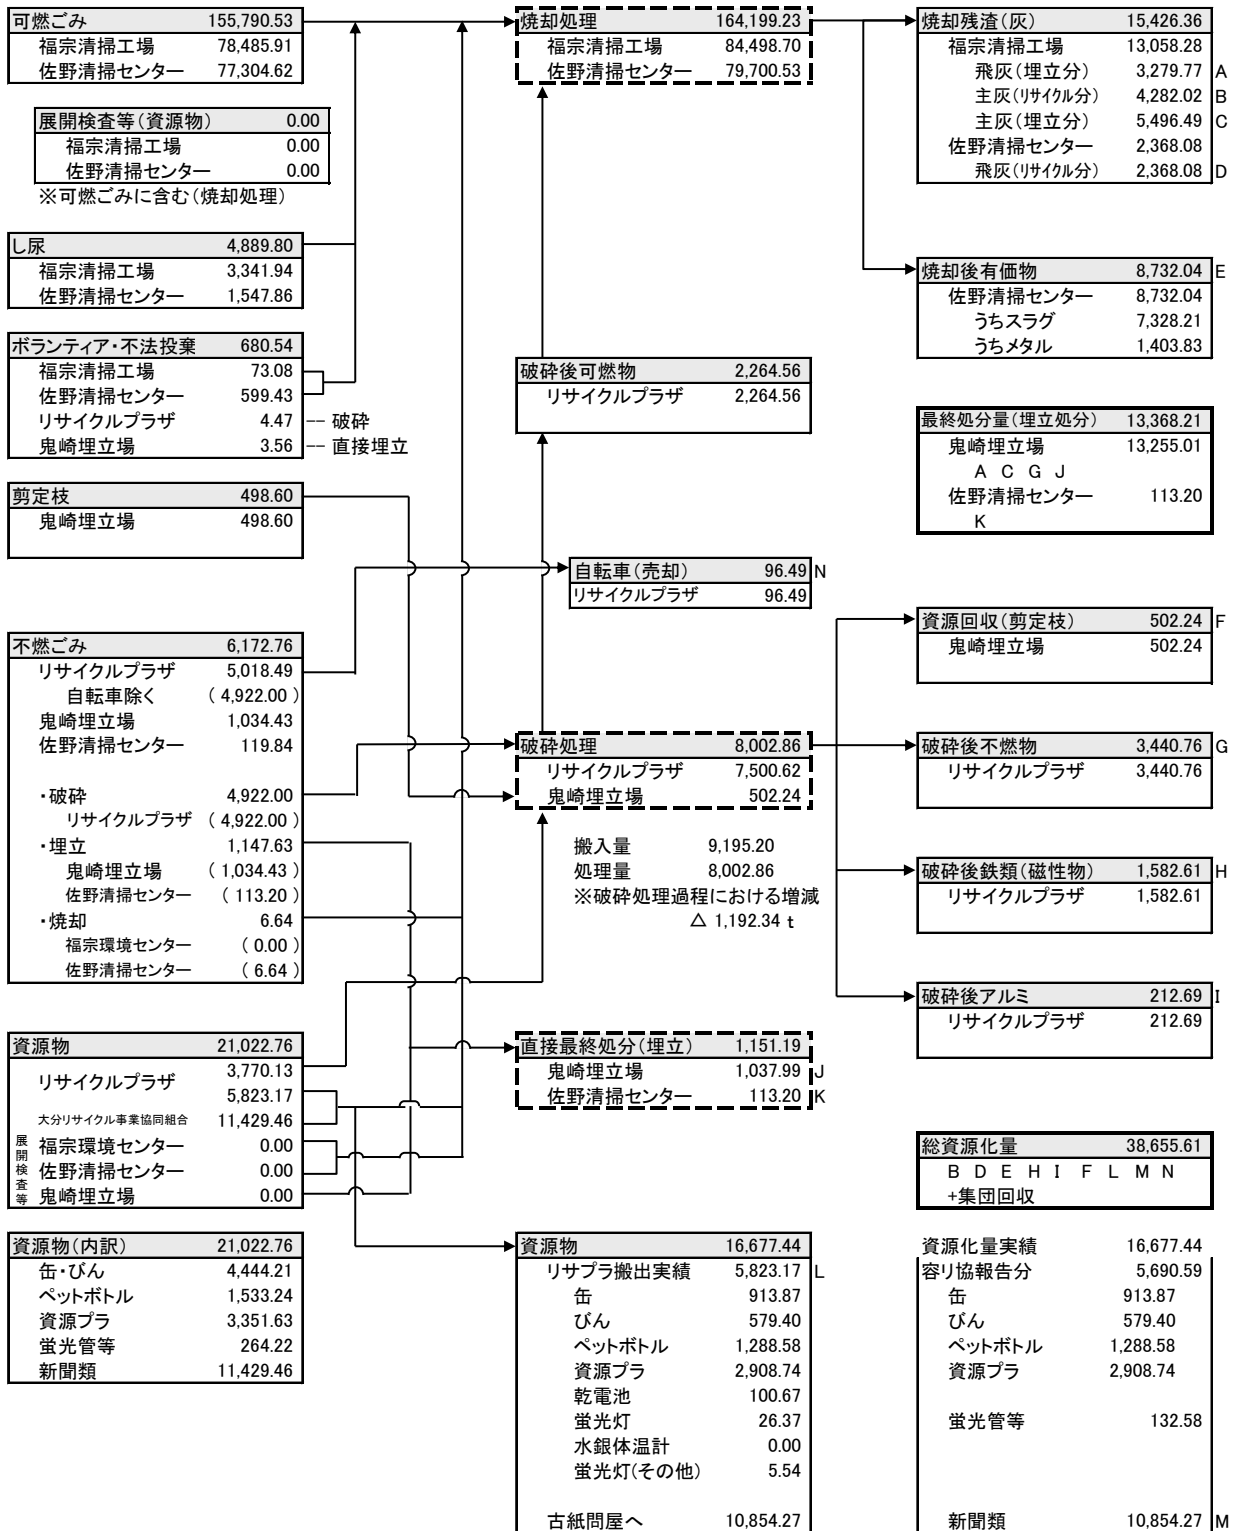 可燃ごみ 155,790.53
福宗清掃工場 78,485.91
佐野清掃センター 77,304.62
展開検査等(資源物) 0.00
福宗清掃工場 0.00
佐野清掃センター 0.00
※可燃ごみに含む(焼却処理)
し尿 4,889.80
福宗清掃工場 3,341.94
佐野清掃センター 1,547.86
ボランティア・不法投棄 680.54
福宗清掃工場 73.08
佐野清掃センター 599.43
リサイクルプラザ 4.47 -- 破砕
鬼崎埋立場 3.56 -- 直接埋立
剪定枝 498.60
鬼崎埋立場 498.60
不燃ごみ 6,172.76
リサイクルプラザ 5,018.49
自転車除く ( 4,922.00 )
鬼崎埋立場 1,034.43
佐野清掃センター 119.84
・破砕 4,922.00
リサイクルプラザ ( 4,922.00 )
・埋立 1,147.63
鬼崎埋立場 ( 1,034.43 )
佐野清掃センター ( 113.20 )
・焼却 6.64
福宗環境センター ( 0.00 )
佐野清掃センター ( 6.64 )
資源物 21,022.76
リサイクルプラザ 3,770.13
5,823.17
大分リサイクル事業協同組合 11,429.46
展開検査等
福宗環境センター 0.00
佐野清掃センター 0.00
鬼崎埋立場 0.00
資源物(内訳) 21,022.76
缶・びん 4,444.21
ペットボトル 1,533.24
資源プラ 3,351.63
蛍光管等 264.22
新聞類 11,429.46
焼却処理 164,199.23
福宗清掃工場 84,498.70
佐野清掃センター 79,700.53
破砕後可燃物 2,264.56
リサイクルプラザ 2,264.56
自転車(売却) 96.49 N
リサイクルプラザ 96.49
破砕処理 8,002.86
リサイクルプラザ 7,500.62
鬼崎埋立場 502.24
搬入量 9,195.20
処理量 8,002.86
※破砕処理過程における増減
△ 1,192.34 t
直接最終処分(埋立) 1,151.19
鬼崎埋立場 1,037.99 J
佐野清掃センター 113.20 K
資源物 16,677.44
リサプラ搬出実績 5,823.17 L
缶 913.87
びん 579.40
ペットボトル 1,288.58
資源プラ 2,908.74
乾電池 100.67
蛍光灯 26.37
水銀体温計 0.00
蛍光灯(その他) 5.54
古紙問屋へ 10,854.27
焼却残渣(灰) 15,426.36
福宗清掃工場 13,058.28
飛灰(埋立分) 3,279.77 A
主灰(リサイクル分) 4,282.02 B
主灰(埋立分) 5,496.49 C
佐野清掃センター 2,368.08
飛灰(リサイクル分) 2,368.08 D
焼却後有価物 8,732.04 E
佐野清掃センター 8,732.04
うちスラグ 7,328.21
うちメタル 1,403.83
最終処分量(埋立処分) 13,368.21
鬼崎埋立場 13,255.01
A C G J
佐野清掃センター 113.20
K
資源回収(剪定枝) 502.24 F
鬼崎埋立場 502.24
破砕後不燃物 3,440.76 G
リサイクルプラザ 3,440.76
破砕後鉄類(磁性物) 1,582.61 H
リサイクルプラザ 1,582.61
破砕後アルミ 212.69 I
リサイクルプラザ 212.69
総資源化量 38,655.61
B D E H I F L M N
+集団回収
資源化量実績 16,677.44
容リ協報告分 5,690.59
缶 913.87
びん 579.40
ペットボトル 1,288.58
資源プラ 2,908.74
蛍光管等 132.58
新聞類 10,854.27 M